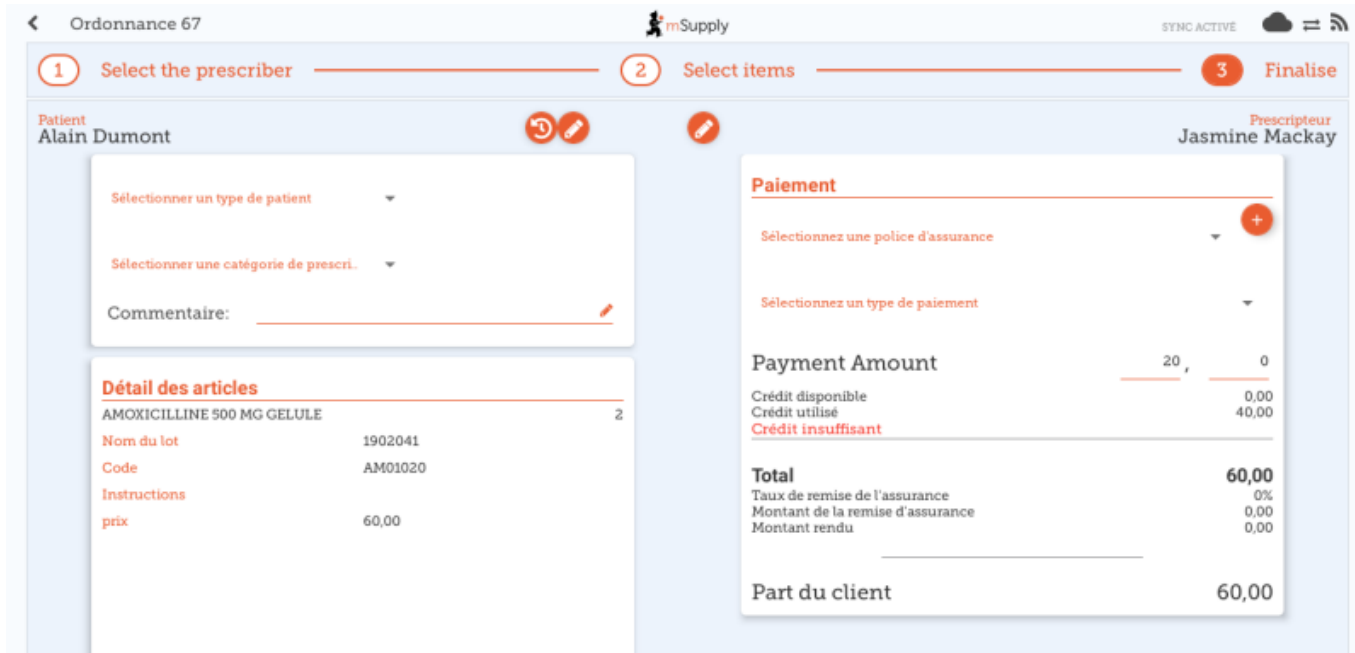 Ordonnance 67
mSupply
SYNC ACTIVÉ
1 Select the prescriber
2 Select items
3 Finalise
Patient
Alain Dumont
Prescripteur
Jasmine Mackay
Sélectionner un type de patient
Sélectionner une catégorie de prescri..
Commentaire:
Détail des articles
AMOXICILLINE 500 MG GELULE 2
Nom du lot 1902041
Code AM01020
Instructions
prix 60,00
Paiement
+
Sélectionnez une police d'assurance
Sélectionnez un type de paiement
Payment Amount 20 , 0
Crédit disponible 0,00
Crédit utilisé 40,00
Crédit insuffisant
Total 60,00
Taux de remise de l'assurance 0%
Montant de la remise d'assurance 0,00
Montant rendu 0,00
Part du client 60,00